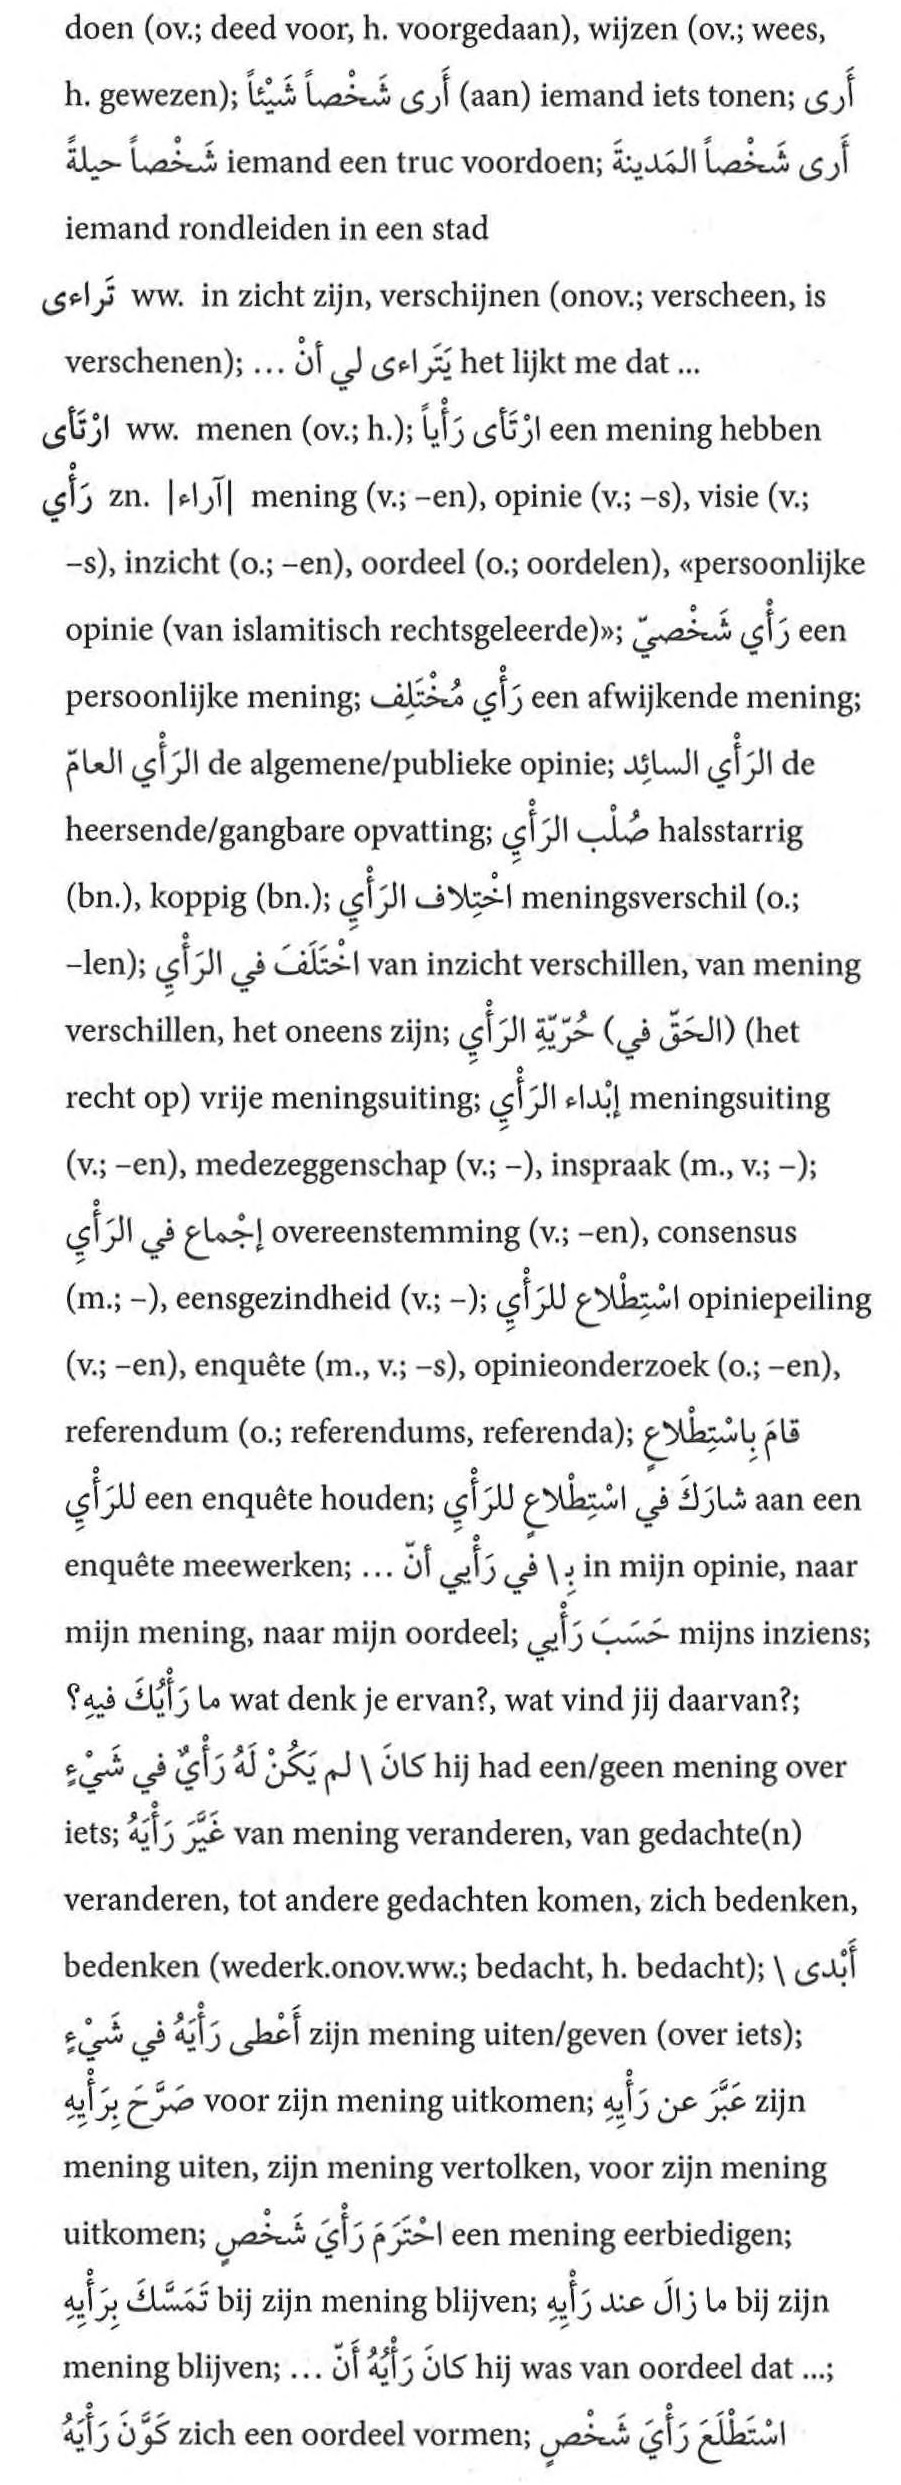 doen (ov.; deed voor, h. voorgedaan), wijzen (ov.; wees,
h. gewezen); أَرى شَخْصاً شَيْئاً (aan) iemand iets tonen; أَرى
شَخْصاً حيلةً iemand een truc voordoen; أَرى شَخْصاً المَدينةَ
iemand rondleiden in een stad
تَراءى ww. in zicht zijn, verschijnen (onov.; verscheen, is
verschenen); يَتَراءى لي أنْ ... het lijkt me dat ...
ارْتَأى ww. menen (ov.; h.); ارْتَأى رَأْياً een mening hebben
رَأْي zn. |آراء| mening (v.; –en), opinie (v.; –s), visie (v.;
–s), inzicht (o.; –en), oordeel (o.; oordelen), «persoonlijke
opinie (van islamitisch rechtsgeleerde)»; رَأْي شَخْصيّ een
persoonlijke mening; رَأْي مُخْتَلِف een afwijkende mening;
الرَأْي العامّ de algemene/publieke opinie; الرَأْي السائِد de
heersende/gangbare opvatting; صُلْب الرَأْيِ halsstarrig
(bn.), koppig (bn.); اخْتِلاف الرَأْيِ meningsverschil (o.;
–len); اخْتَلَفَ في الرَأْيِ van inzicht verschillen, van mening
verschillen, het oneens zijn; (الحَقّ في) حُرّيّةِ الرَأْيِ (het
recht op) vrije meningsuiting; إبْداء الرَأْيِ meningsuiting
(v.; –en), medezeggenschap (v.; –), inspraak (m., v.; –);
إجْماع في الرَأْيِ overeenstemming (v.; –en), consensus
(m.; –), eensgezindheid (v.; –); اسْتِطْلاع للرَأْيِ opiniepeiling
(v.; –en), enquête (m., v.; –s), opinieonderzoek (o.; –en),
referendum (o.; referendums, referenda); قامَ بِاسْتِطْلاعٍ
للرَأْيِ een enquête houden; شارَكَ في اسْتِطْلاعٍ للرَأْيِ aan een
enquête meewerken; بِـ \ في رَأْيي أنّ ... in mijn opinie, naar
mijn mening, naar mijn oordeel; حَسَبَ رَأْيي mijns inziens;
ما رَأْيُكَ فيهِ؟ wat denk je ervan?, wat vind jij daarvan?;
كانَ \ لم يَكُنْ لَهُ رَأْيٌ في شَيْءٍ hij had een/geen mening over
iets; غَيَّرَ رَأْيَهُ van mening veranderen, van gedachte(n)
veranderen, tot andere gedachten komen, zich bedenken,
bedenken (wederk.onov.ww.; bedacht, h. bedacht); أَبْدى \
أَعْطى رَأْيَهُ في شَيْءٍ zijn mening uiten/geven (over iets);
صَرَّحَ بِرَأْيِهِ voor zijn mening uitkomen; عَبَّرَ عن رَأْيِهِ zijn
mening uiten, zijn mening vertolken, voor zijn mening
uitkomen; احْتَرَمَ رَأْيَ شَخْصٍ een mening eerbiedigen;
تَمَسَّكَ بِرَأْيِهِ bij zijn mening blijven; ما زالَ عند رَأْيِهِ bij zijn
mening blijven; كانَ رَأْيُهُ أَنّ ... hij was van oordeel dat ...;
كَوَّنَ رَأْيَهُ zich een oordeel vormen; اسْتَطْلَعَ رَأْيَ شَخْصٍ